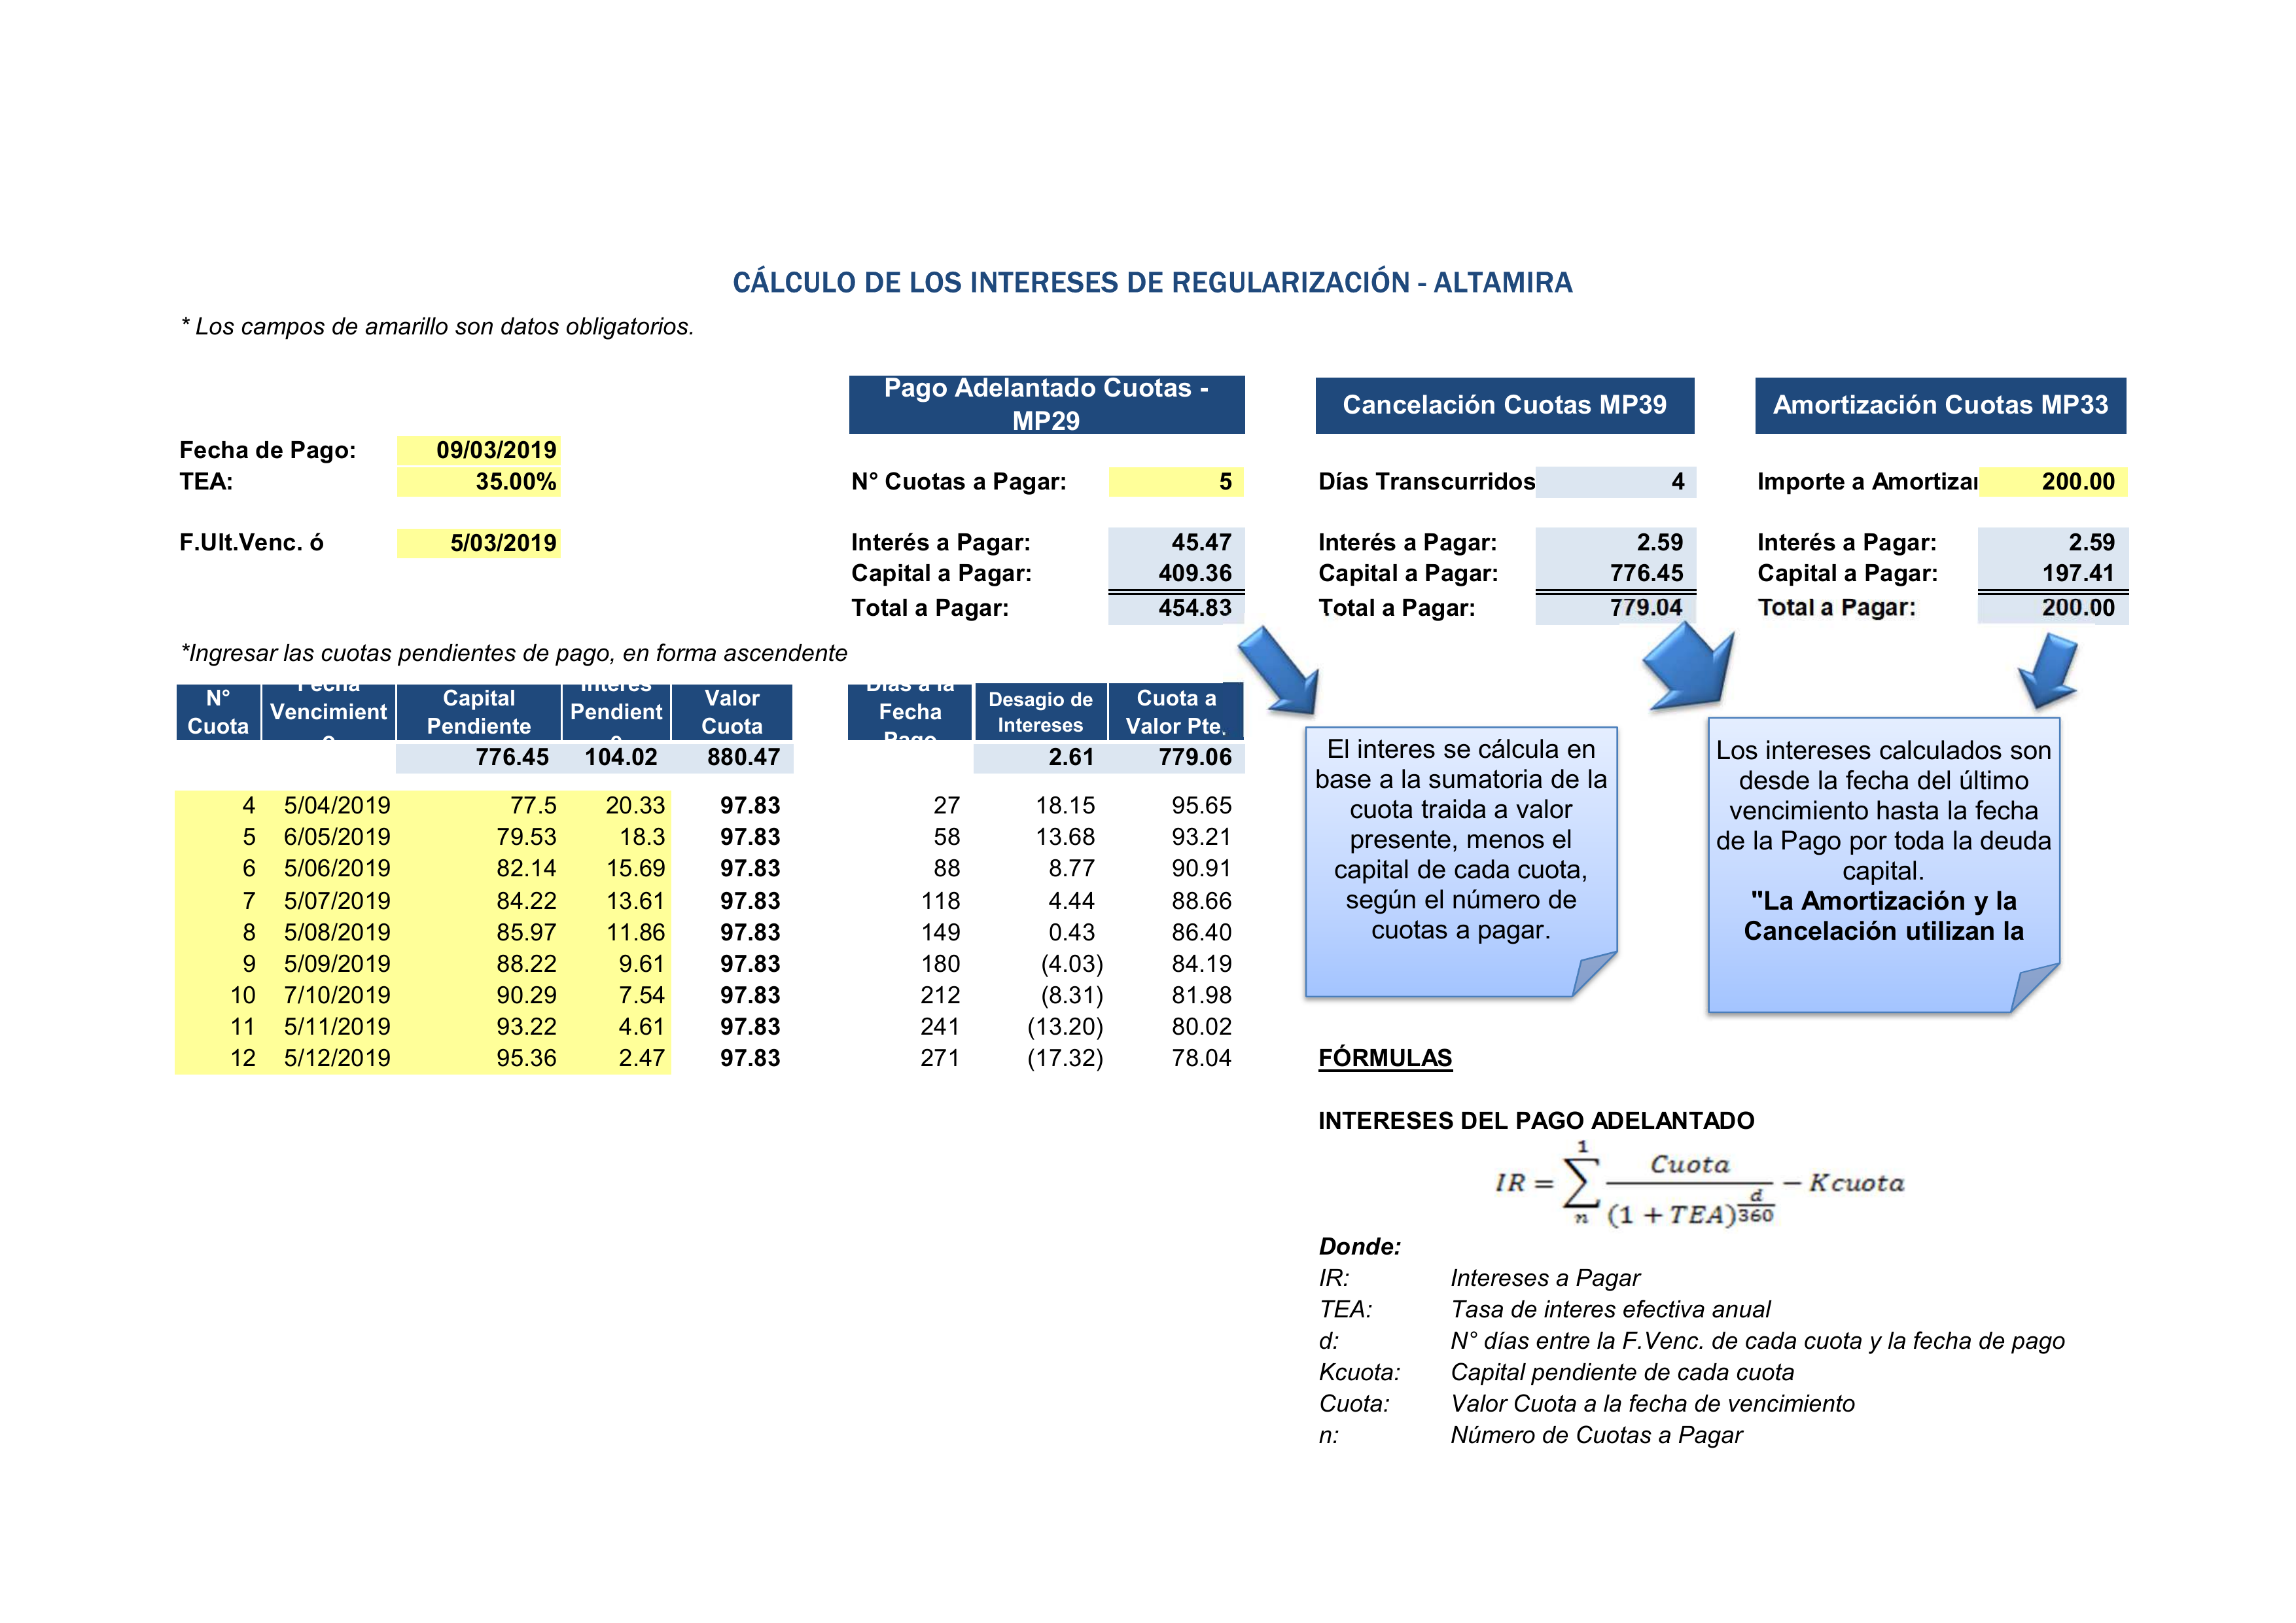 CÁLCULO DE LOS INTERESES DE REGULARIZACIÓN - ALTAMIRA
* Los campos de amarillo son datos obligatorios.
Pago Adelantado Cuotas -
MP29
Cancelación Cuotas MP39
Amortización Cuotas MP33
Fecha de Pago: 09/03/2019
TEA: 35.00% N° Cuotas a Pagar: 5 Días Transcurridos 4 Importe a Amortizar 200.00
F.Ult.Venc. ó 5/03/2019 Interés a Pagar: 45.47 Interés a Pagar: 2.59 Interés a Pagar: 2.59
Capital a Pagar: 409.36 Capital a Pagar: 776.45 Capital a Pagar: 197.41
Total a Pagar: 454.83 Total a Pagar: 779.04 Total a Pagar: 200.00
*Ingresar las cuotas pendientes de pago, en forma ascendente
N° Cuota Fecha Vencimiento Capital Pendiente Interes Pendiente Valor Cuota Días a la Fecha Pago Desagio de Intereses Cuota a Valor Pte.
776.45 104.02 880.47 2.61 779.06
4 5/04/2019 77.5 20.33 97.83 27 18.15 95.65
5 6/05/2019 79.53 18.3 97.83 58 13.68 93.21
6 5/06/2019 82.14 15.69 97.83 88 8.77 90.91
7 5/07/2019 84.22 13.61 97.83 118 4.44 88.66
8 5/08/2019 85.97 11.86 97.83 149 0.43 86.40
9 5/09/2019 88.22 9.61 97.83 180 (4.03) 84.19
10 7/10/2019 90.29 7.54 97.83 212 (8.31) 81.98
11 5/11/2019 93.22 4.61 97.83 241 (13.20) 80.02
12 5/12/2019 95.36 2.47 97.83 271 (17.32) 78.04
El interes se cálcula en
base a la sumatoria de la
cuota traida a valor
presente, menos el
capital de cada cuota,
según el número de
cuotas a pagar.
Los intereses calculados son
desde la fecha del último
vencimiento hasta la fecha
de la Pago por toda la deuda
capital.
"La Amortización y la
Cancelación utilizan la
FÓRMULAS
INTERESES DEL PAGO ADELANTADO
IR = ∑ 1 n Cuota / (1 + TEA)^(d/360) − Kcuota
Donde:
IR: Intereses a Pagar
TEA: Tasa de interes efectiva anual
d: N° días entre la F.Venc. de cada cuota y la fecha de pago
Kcuota: Capital pendiente de cada cuota
Cuota: Valor Cuota a la fecha de vencimiento
n: Número de Cuotas a Pagar